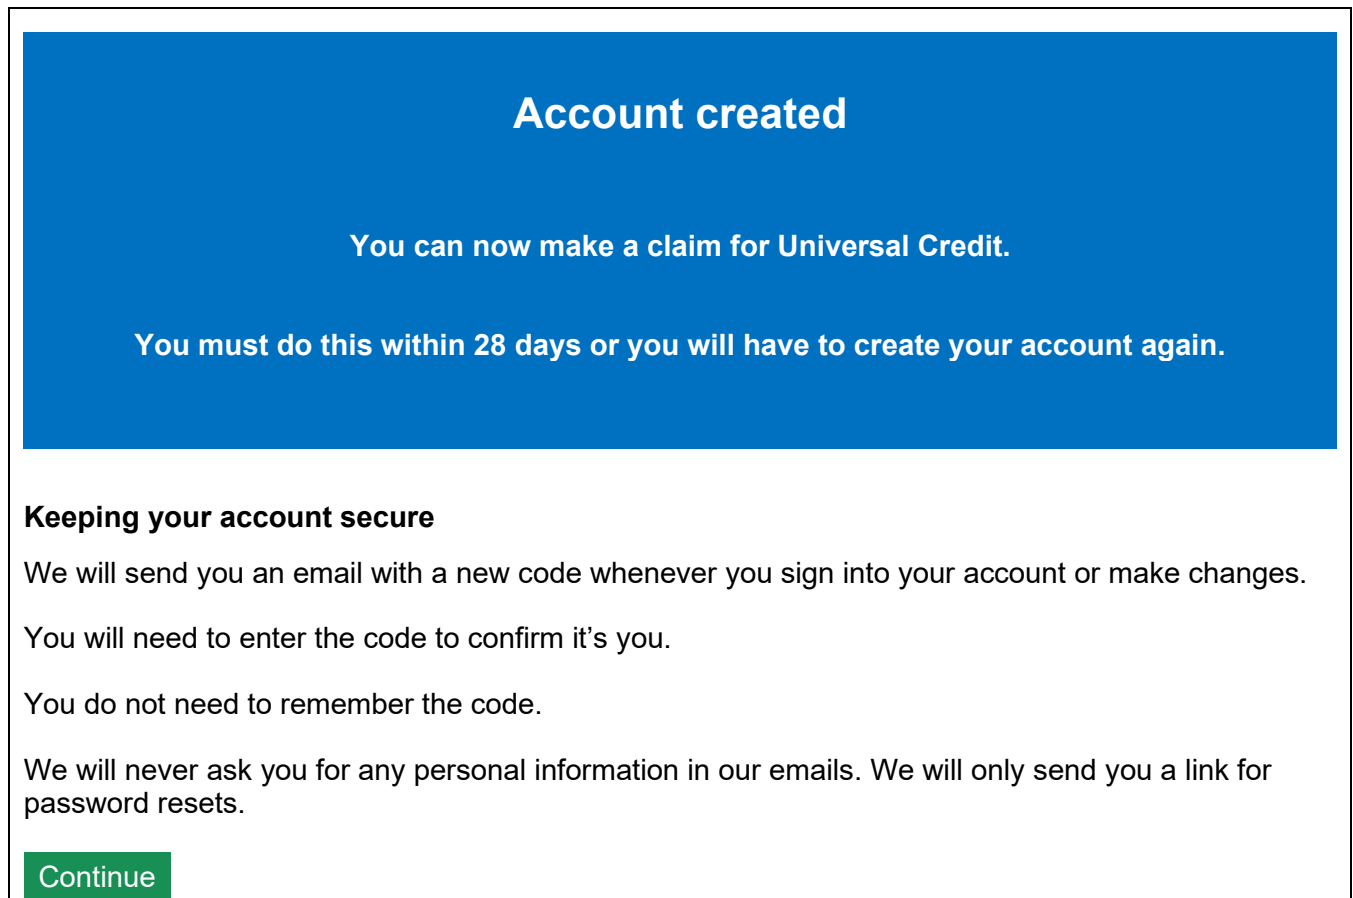 Account created
You can now make a claim for Universal Credit.
You must do this within 28 days or you will have to create your account again.
Keeping your account secure
We will send you an email with a new code whenever you sign into your account or make changes.
You will need to enter the code to confirm it’s you.
You do not need to remember the code.
We will never ask you for any personal information in our emails. We will only send you a link for
password resets.
Continue